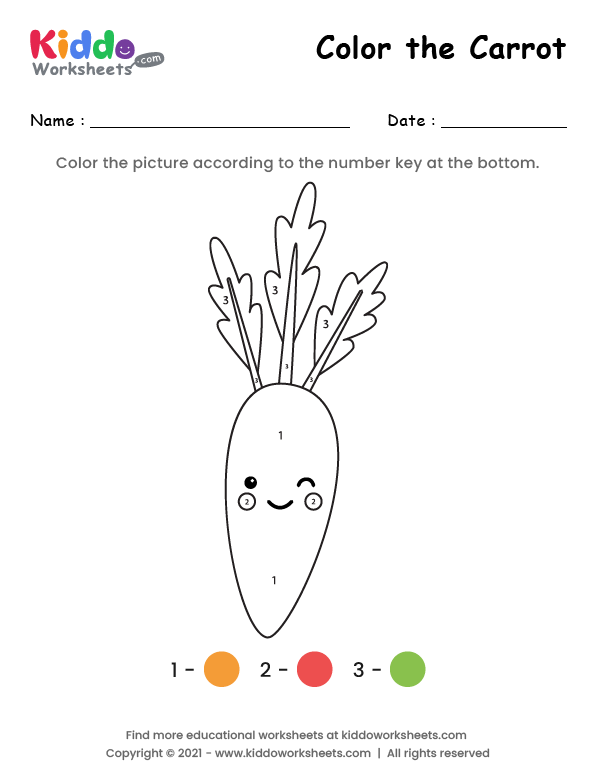 Kiddo
Worksheets.com
Color the Carrot
Name : Date :
Color the picture according to the number key at the bottom.
3
3
3
3
3
3
1
2 2
1
1 - 2 - 3 -
Find more educational worksheets at kiddoworksheets.com
Copyright © 2021 - www.kiddoworksheets.com | All rights reserved